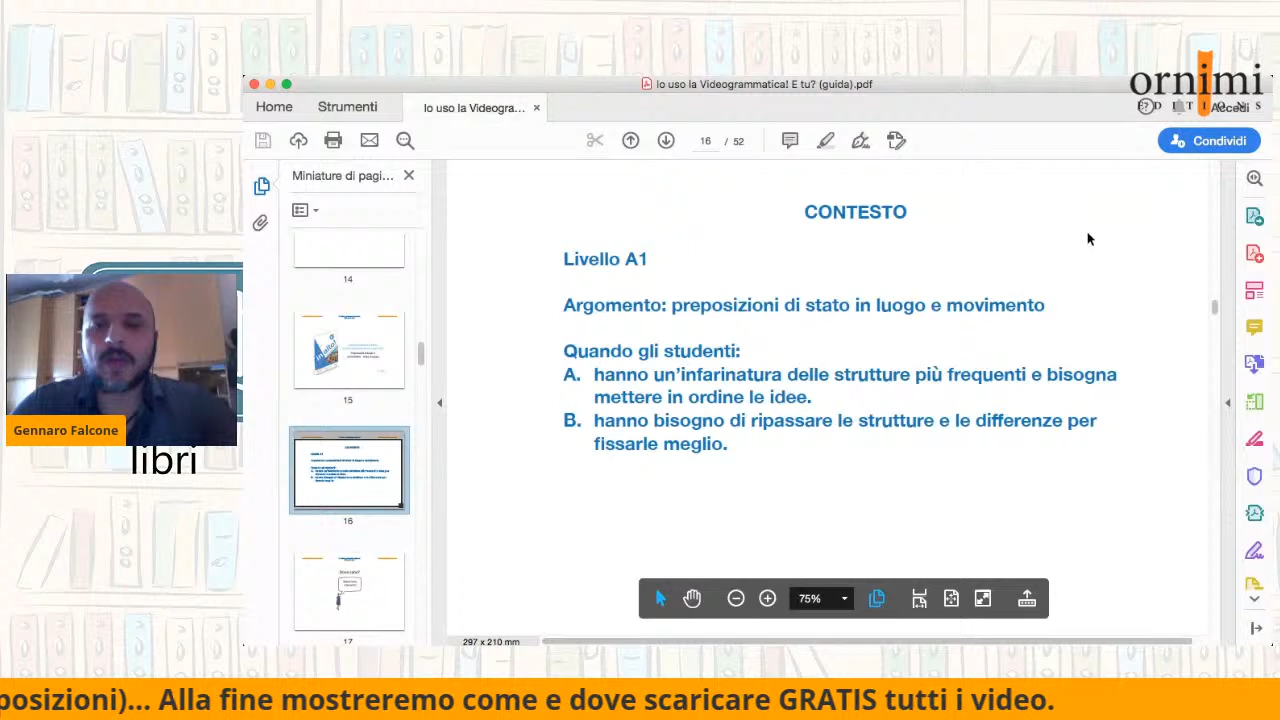 Io uso la Videogrammatica! E tu? (guida).pdf
ornimi
EDITIONS
Home
Strumenti
Io uso la Videogra...
Accedi
16 / 52
Condividi
Miniature di pagi...
14
15
16
17
CONTESTO
Livello A1
Argomento: preposizioni di stato in luogo e movimento
Quando gli studenti:
A. hanno un'infarinatura delle strutture più frequenti e bisogna
mettere in ordine le idee.
B. hanno bisogno di ripassare le strutture e le differenze per
fissarle meglio.
Gennaro Falcone
libri
75%
297 x 210 mm
posizioni)... Alla fine mostreremo come e dove scaricare GRATIS tutti i video.